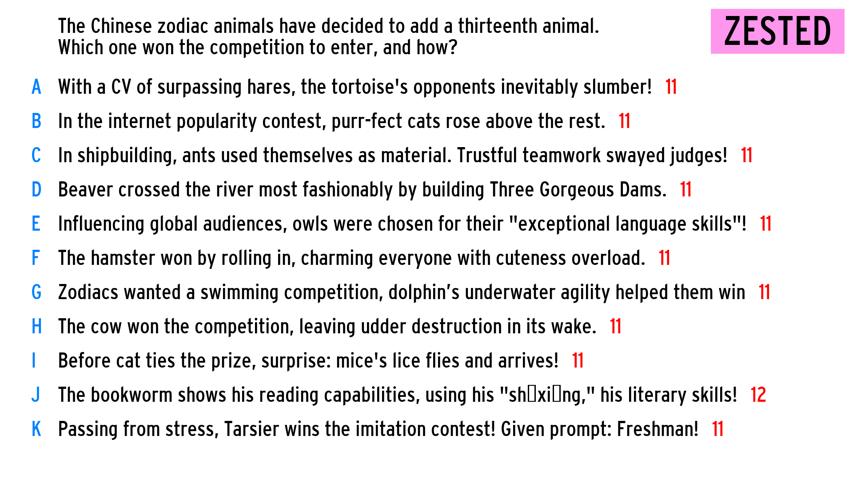 The Chinese zodiac animals have decided to add a thirteenth animal.
Which one won the competition to enter, and how?
ZESTED
A With a CV of surpassing hares, the tortoise's opponents inevitably slumber! 11
B In the internet popularity contest, purr-fect cats rose above the rest. 11
C In shipbuilding, ants used themselves as material. Trustful teamwork swayed judges! 11
D Beaver crossed the river most fashionably by building Three Gorgeous Dams. 11
E Influencing global audiences, owls were chosen for their "exceptional language skills"! 11
F The hamster won by rolling in, charming everyone with cuteness overload. 11
G Zodiacs wanted a swimming competition, dolphin’s underwater agility helped them win 11
H The cow won the competition, leaving udder destruction in its wake. 11
I Before cat ties the prize, surprise: mice's lice flies and arrives! 11
J The bookworm shows his reading capabilities, using his "sh▯xi▯ng," his literary skills! 12
K Passing from stress, Tarsier wins the imitation contest! Given prompt: Freshman! 11